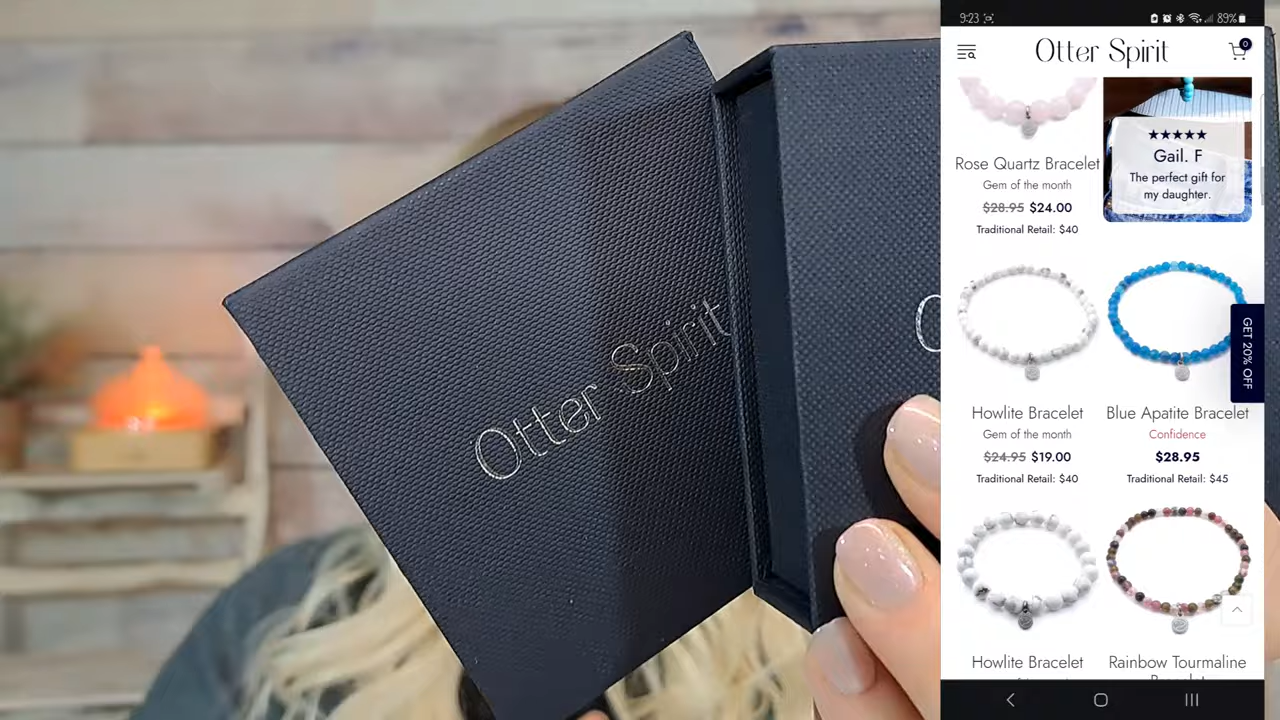 Otter Spirit
9:23
89%
0
Otter Spirit
Rose Quartz Bracelet
Gem of the month
$28.95 $24.00
Traditional Retail: $40
★★★★★
Gail. F
The perfect gift for
my daughter.
Howlite Bracelet
Gem of the month
$24.95 $19.00
Traditional Retail: $40
Blue Apatite Bracelet
Confidence
$28.95
Traditional Retail: $45
GET 20% OFF
Howlite Bracelet
Rainbow Tourmaline